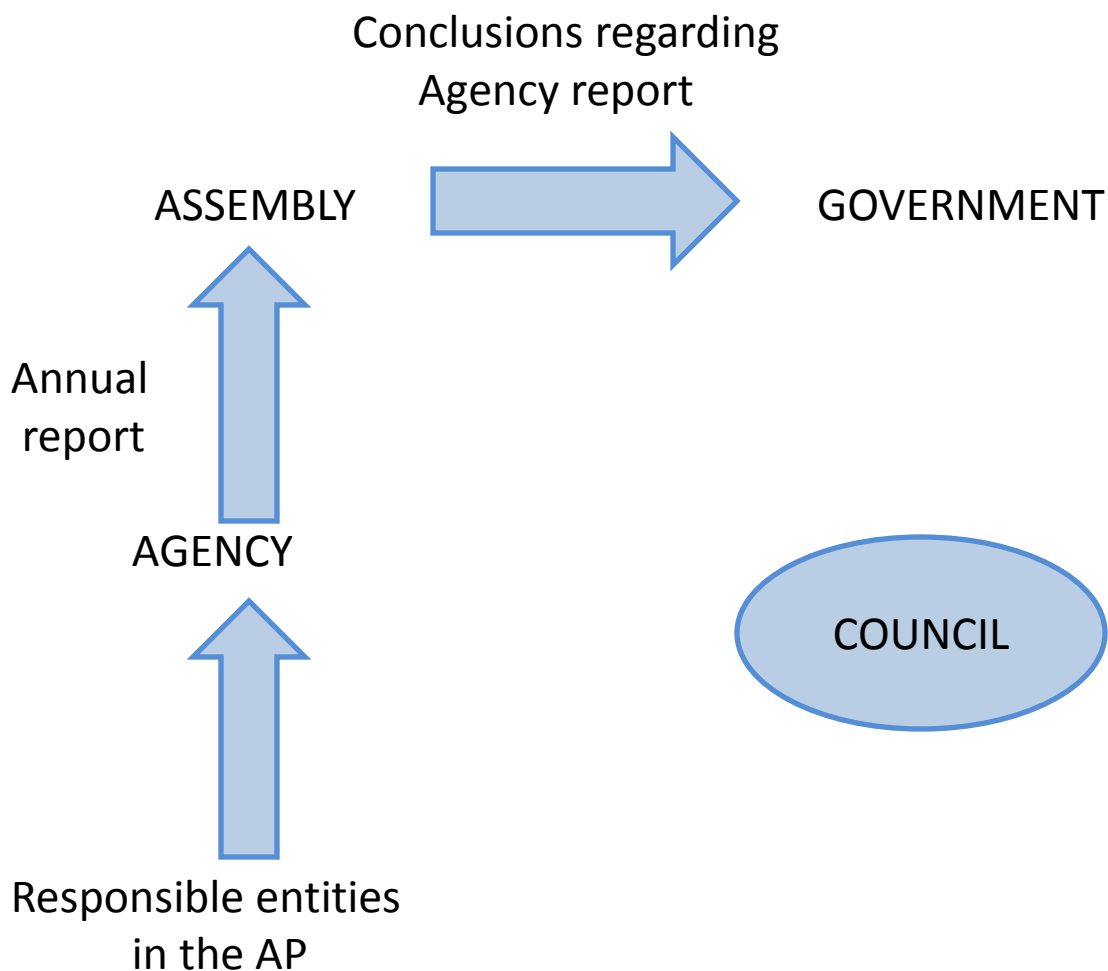 Conclusions regarding
Agency report
ASSEMBLY
GOVERNMENT
Annual
report
AGENCY
COUNCIL
Responsible entities
in the AP